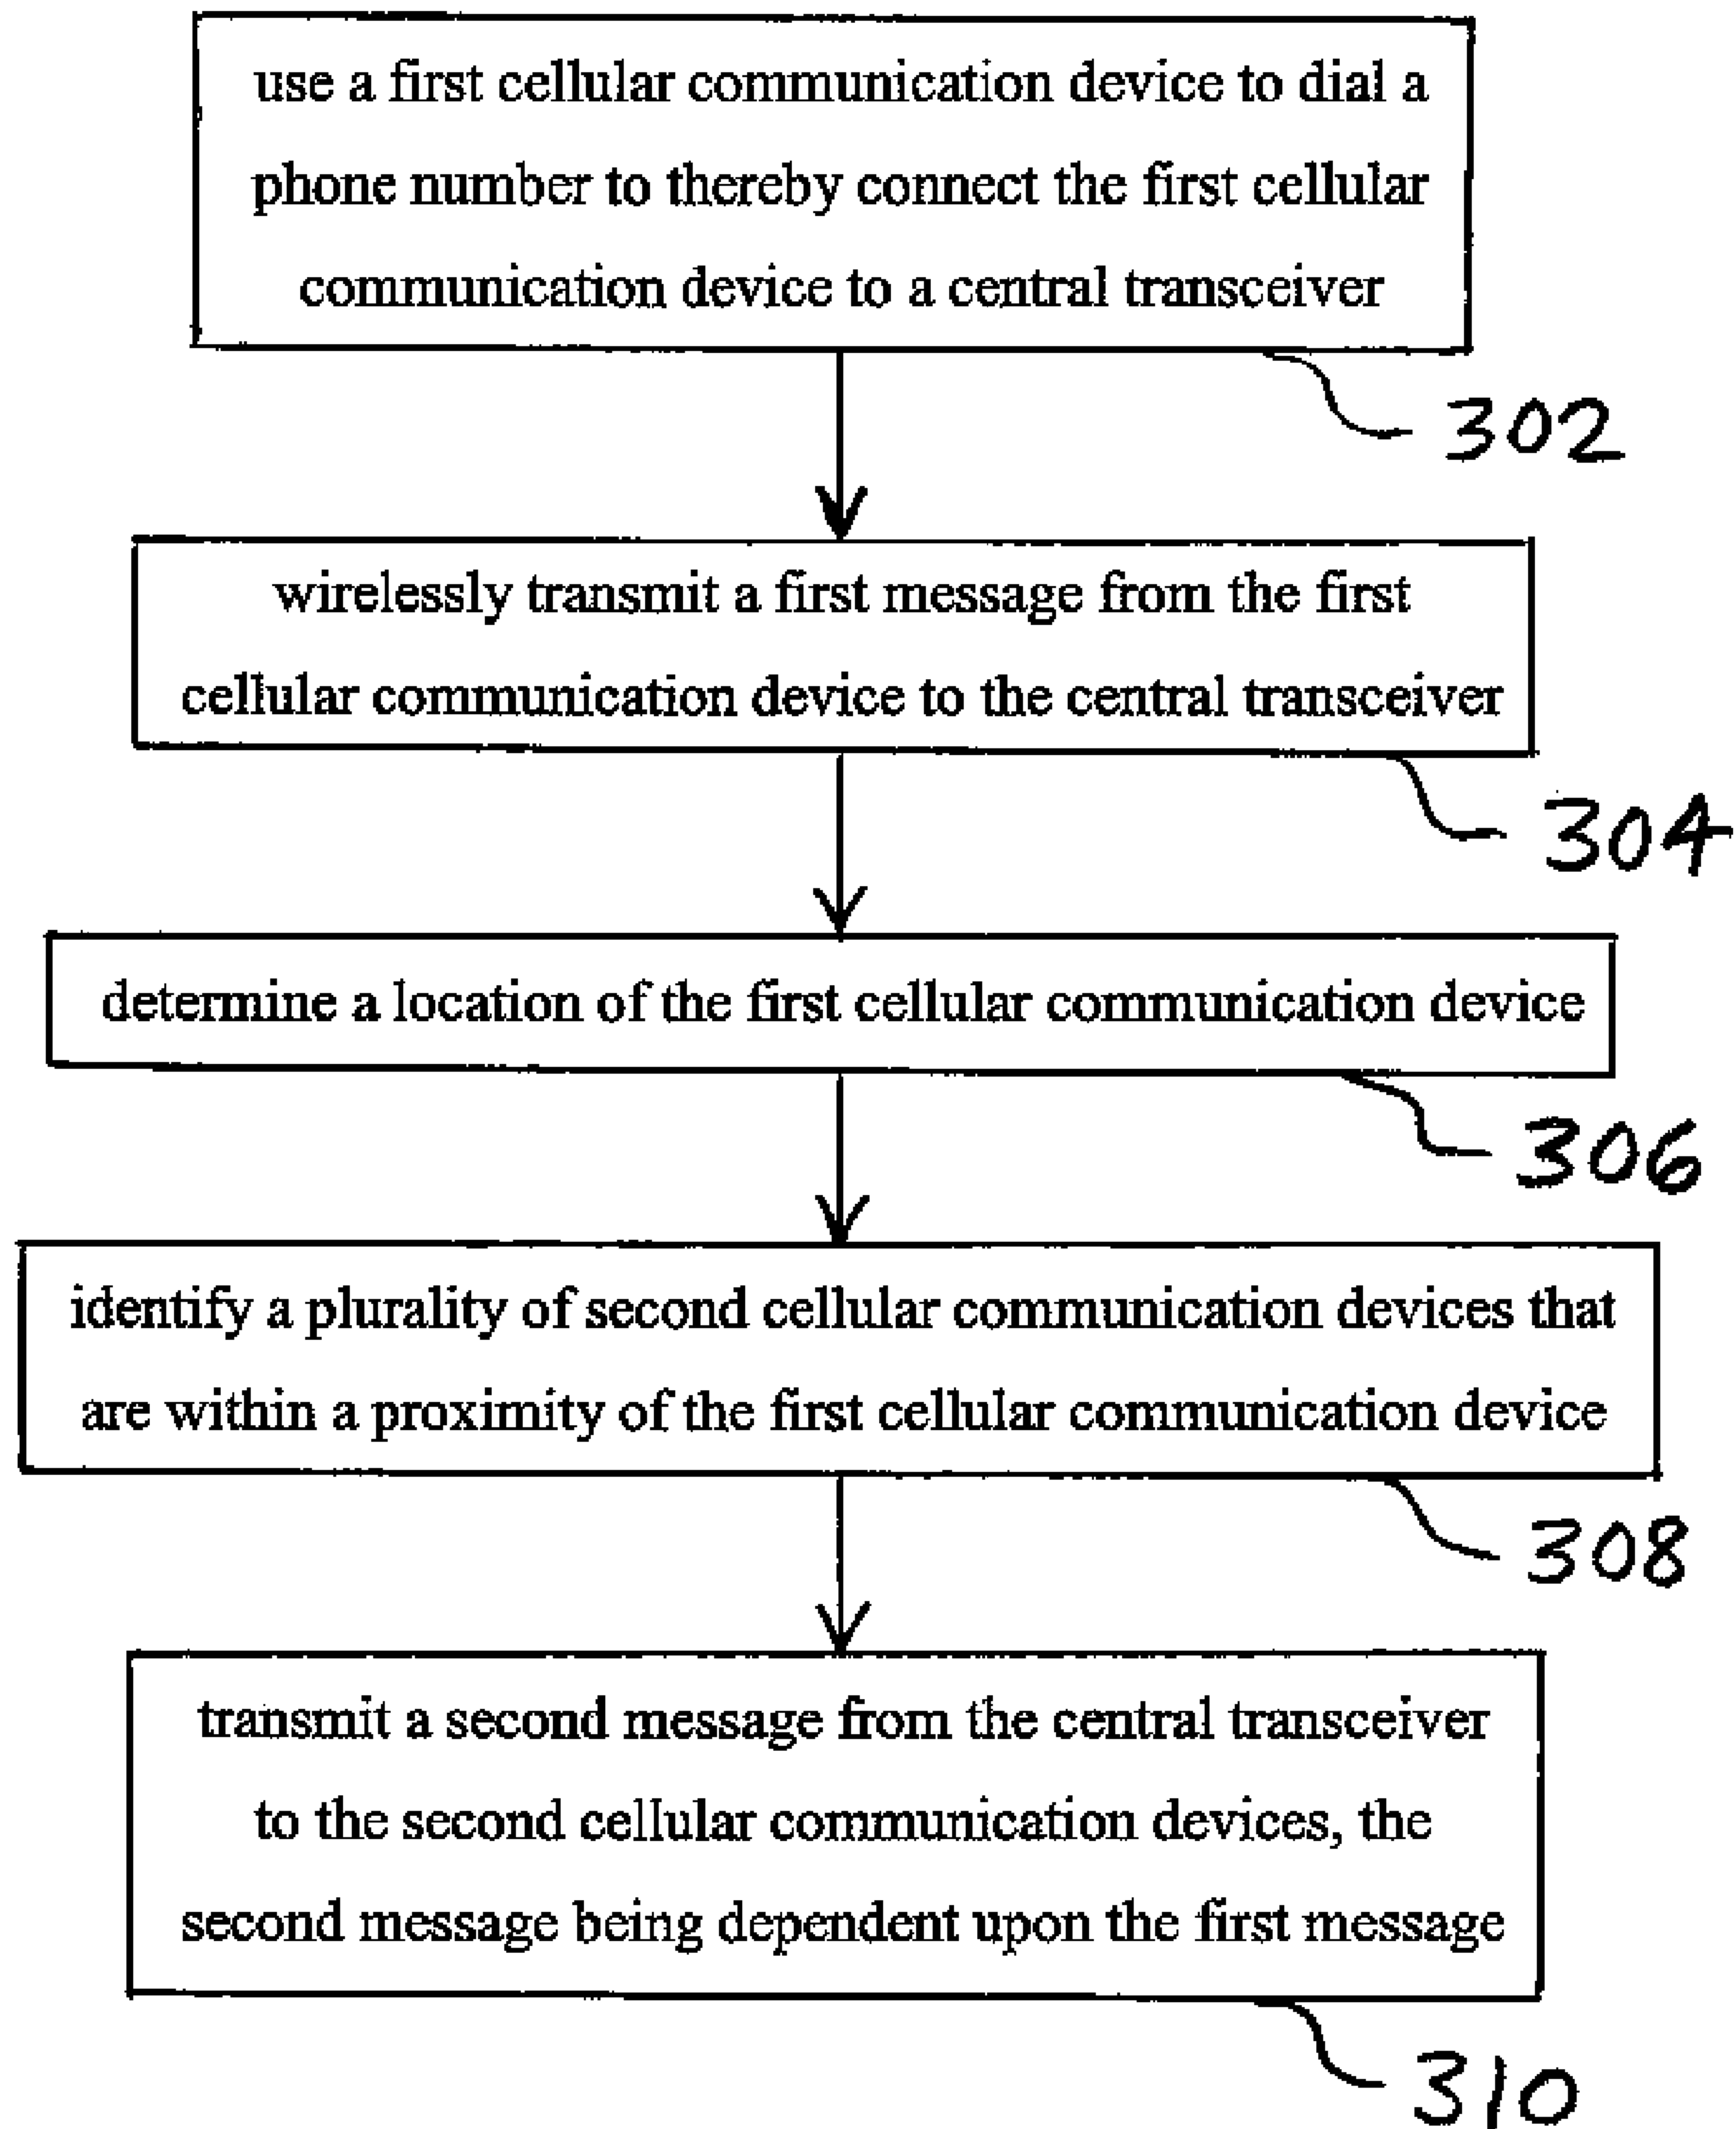 use a first cellular communication device to dial a
phone number to thereby connect the first cellular
communication device to a central transceiver
302
wirelessly transmit a first message from the first
cellular communication device to the central transceiver
304
determine a location of the first cellular communication device
306
identify a plurality of second cellular communication devices that
are within a proximity of the first cellular communication device
308
transmit a second message from the central transceiver
to the second cellular communication devices, the
second message being dependent upon the first message
310